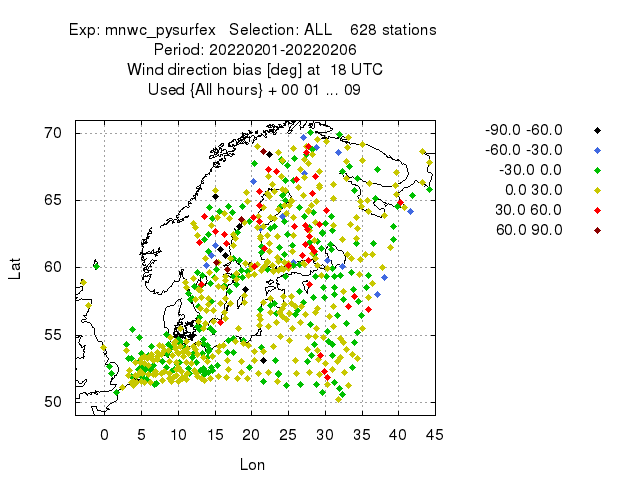 Exp: mnwc_pysurfex   Selection: ALL    628 stations
Period: 20220201-20220206
Wind direction bias [deg] at  18 UTC
Used {All hours} + 00 01 ... 09
-90.0 -60.0
-60.0 -30.0
-30.0 0.0
0.0 30.0
30.0 60.0
60.0 90.0
Lat
70
65
60
55
50
0 5 10 15 20 25 30 35 40 45
Lon